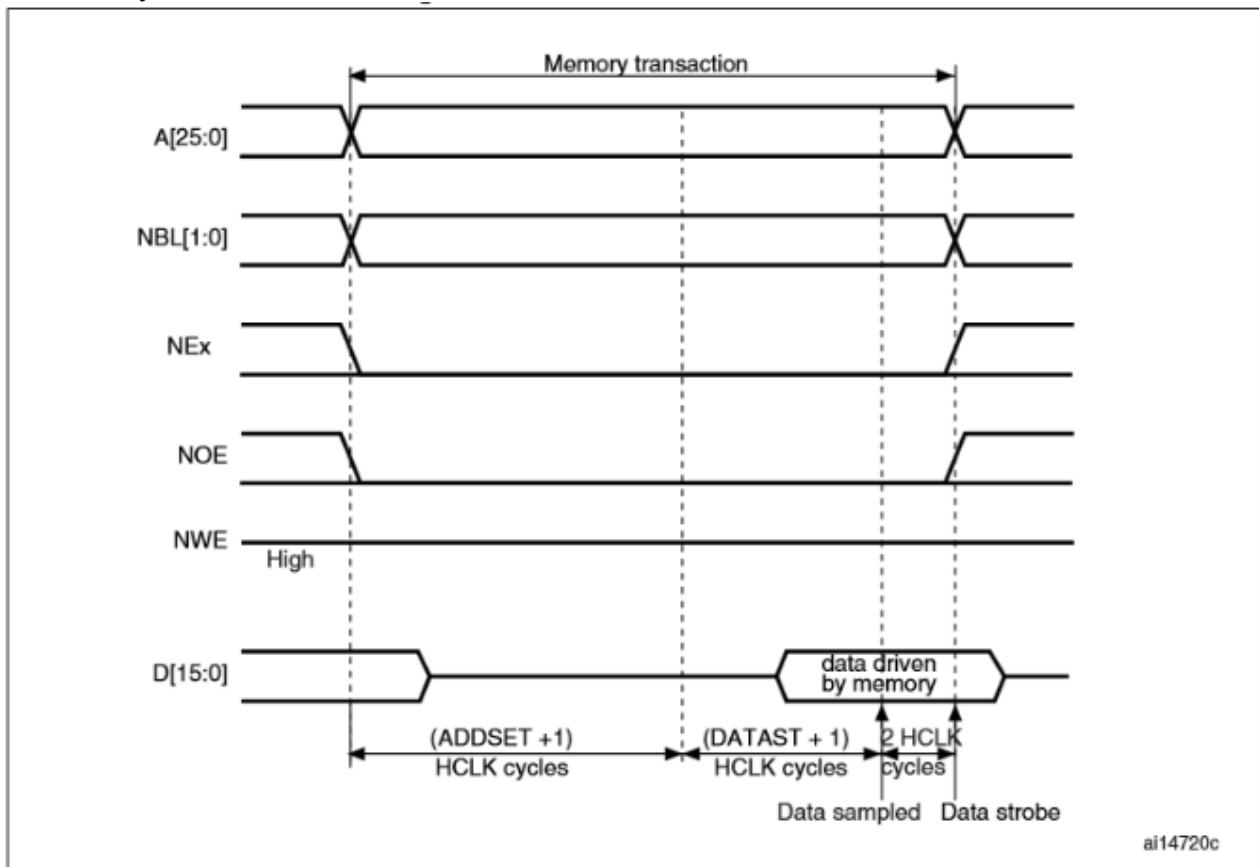 Memory transaction
A[25:0]
NBL[1:0]
NEx
NOE
NWE
High
D[15:0]
data driven
by memory
(ADDSET +1)
HCLK cycles
(DATAST + 1)
HCLK cycles
2 HCLK
cycles
Data sampled
Data strobe
ai14720c